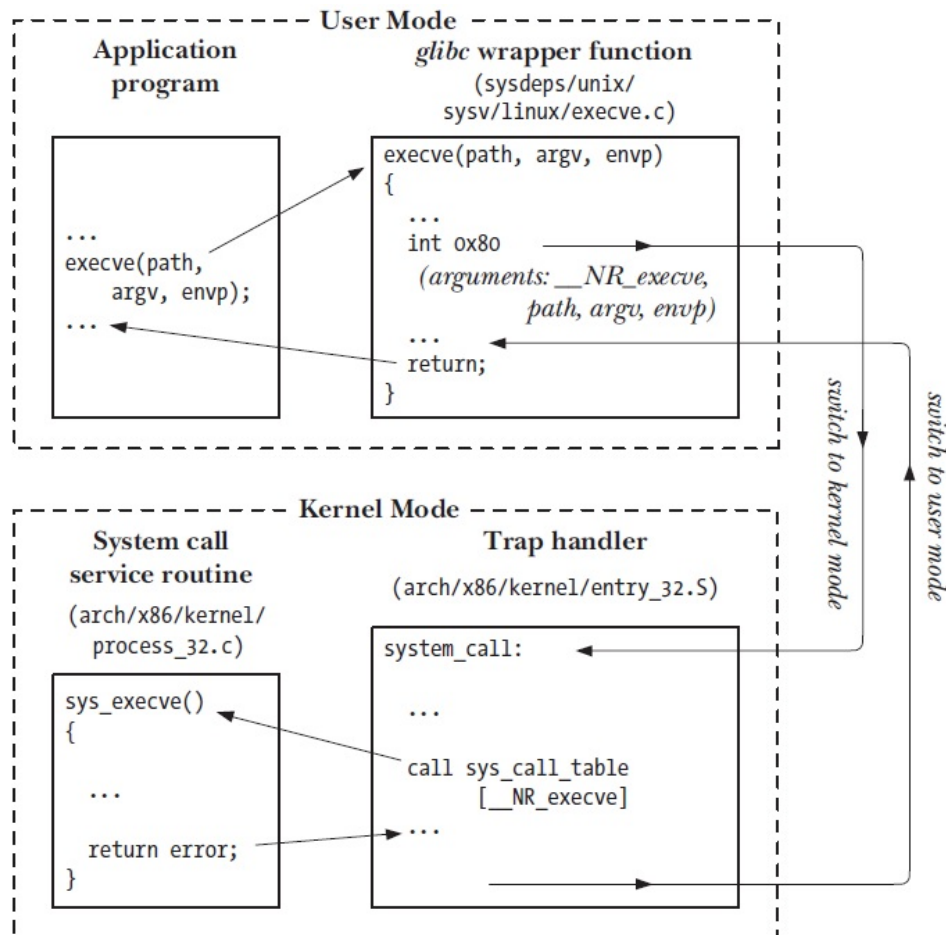 User Mode
Application
program
glibc wrapper function
(sysdeps/unix/
sysv/linux/execve.c)
...
execve(path,
argv, envp);
...
execve(path, argv, envp)
{
...
int 0x80
(arguments: __NR_execve,
path, argv, envp)
...
return;
}
switch to kernel mode
switch to user mode
Kernel Mode
System call
service routine
(arch/x86/kernel/
process_32.c)
Trap handler
(arch/x86/kernel/entry_32.S)
sys_execve()
{
...
return error;
}
system_call:
...
call sys_call_table
[__NR_execve]
...